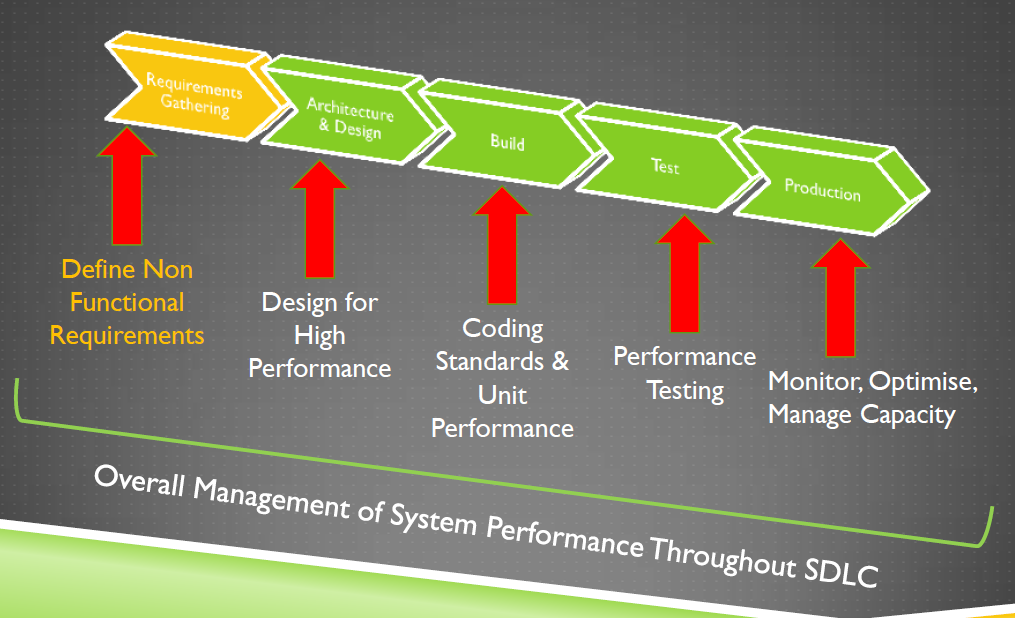 Requirements
Gathering
Architecture
& Design
Build
Test
Production
Define Non
Functional
Requirements
Design for
High
Performance
Coding
Standards &
Unit
Performance
Performance
Testing
Monitor, Optimise,
Manage Capacity
Overall Management of System Performance Throughout SDLC